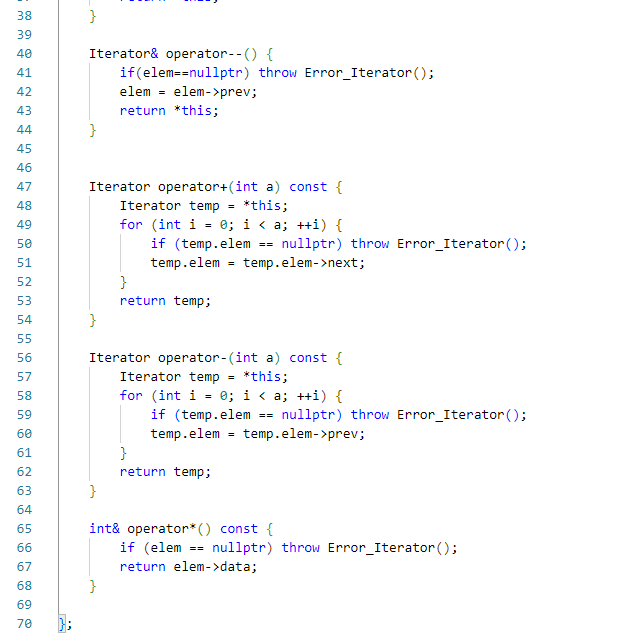 38 }
39
40 Iterator& operator--() {
41 if(elem==nullptr) throw Error_Iterator();
42 elem = elem->prev;
43 return *this;
44 }
45
46
47 Iterator operator+(int a) const {
48 Iterator temp = *this;
49 for (int i = 0; i < a; ++i) {
50 if (temp.elem == nullptr) throw Error_Iterator();
51 temp.elem = temp.elem->next;
52 }
53 return temp;
54 }
55
56 Iterator operator-(int a) const {
57 Iterator temp = *this;
58 for (int i = 0; i < a; ++i) {
59 if (temp.elem == nullptr) throw Error_Iterator();
60 temp.elem = temp.elem->prev;
61 }
62 return temp;
63 }
64
65 int& operator*() const {
66 if (elem == nullptr) throw Error_Iterator();
67 return elem->data;
68 }
69
70 };